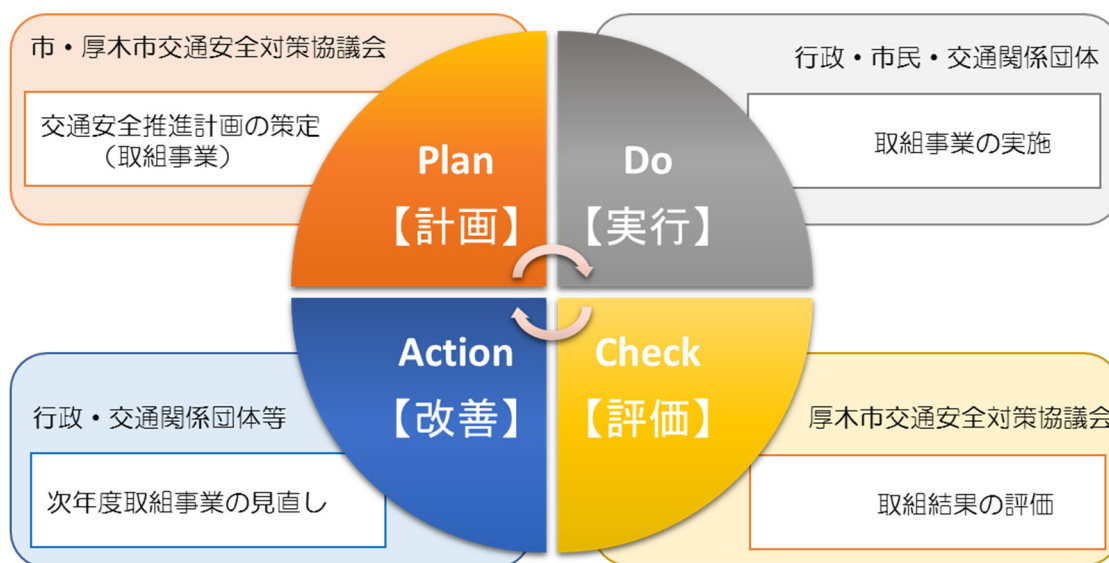 市・厚木市交通安全対策協議会
交通安全推進計画の策定
（取組事業）
Plan
【計画】
Do
【実行】
行政・市民・交通関係団体
取組事業の実施
行政・交通関係団体等
次年度取組事業の見直し
Action
【改善】
Check
【評価】
厚木市交通安全対策協議会
取組結果の評価